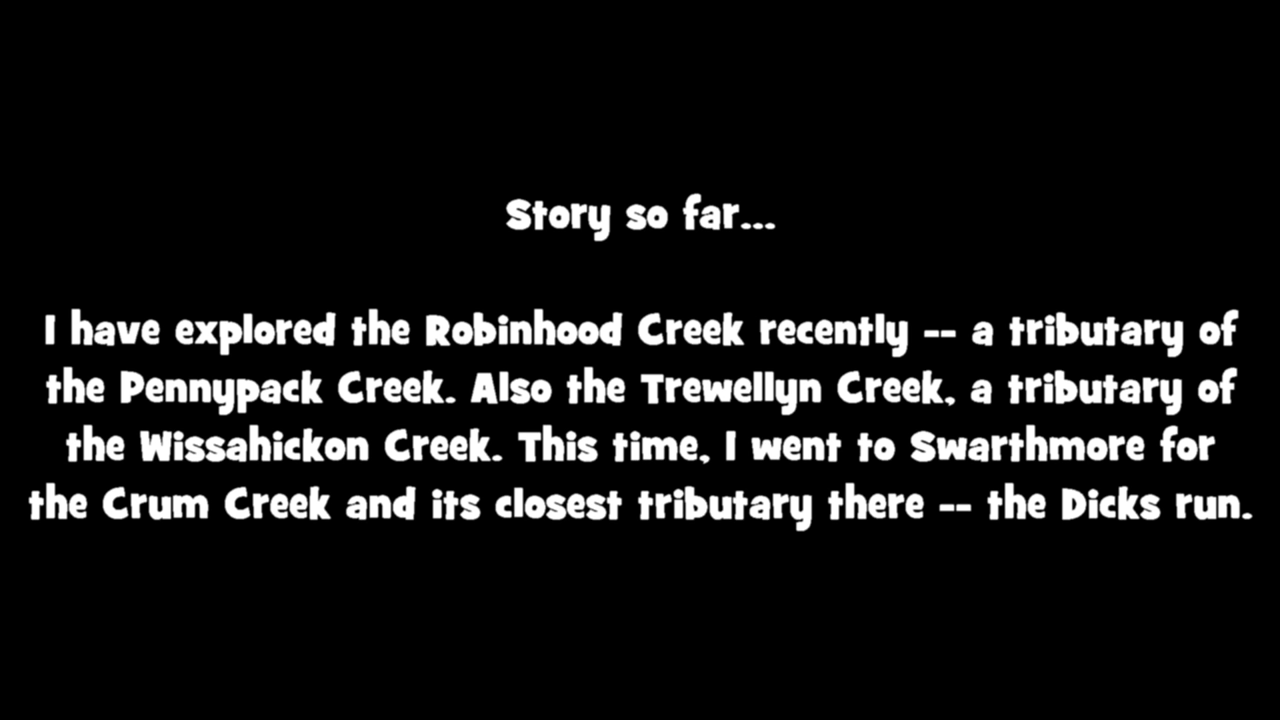 Story so far...
I have explored the Robinhood Creek recently -- a tributary of
the Pennypack Creek. Also the Trewellyn Creek, a tributary of
the Wissahickon Creek. This time, I went to Swarthmore for
the Crum Creek and its closest tributary there -- the Dicks run.